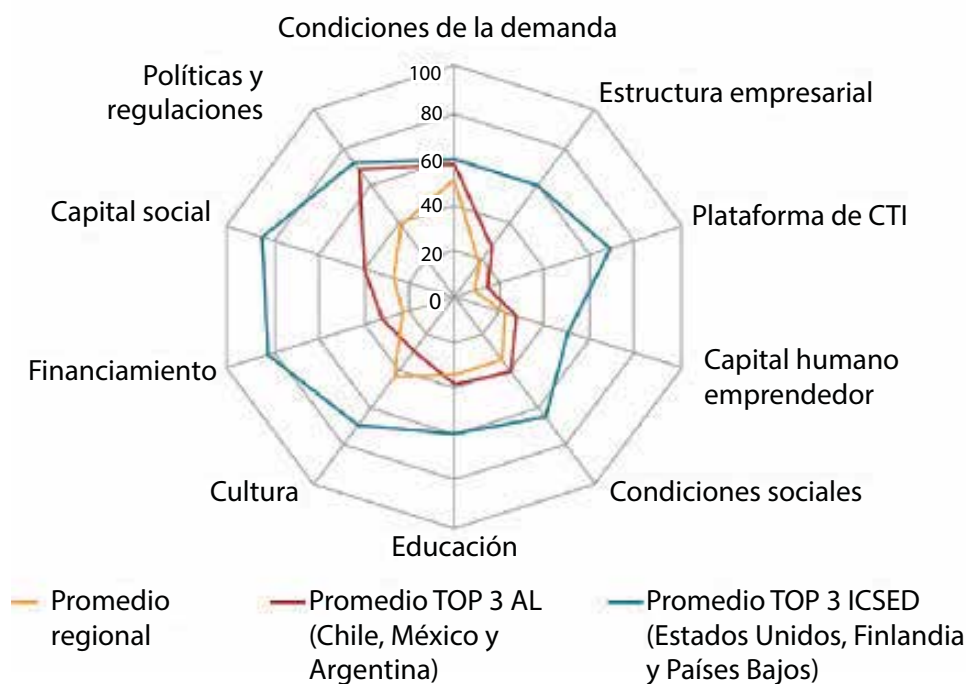 Condiciones de la demanda
Políticas y
regulaciones
Estructura empresarial
Capital social
Plataforma de CTI
Financiamiento
Capital humano
emprendedor
Cultura
Condiciones sociales
Educación
100
80
60
40
20
0
Promedio
regional
Promedio TOP 3 AL
(Chile, México y
Argentina)
Promedio TOP 3 ICSED
(Estados Unidos, Finlandia
y Países Bajos)